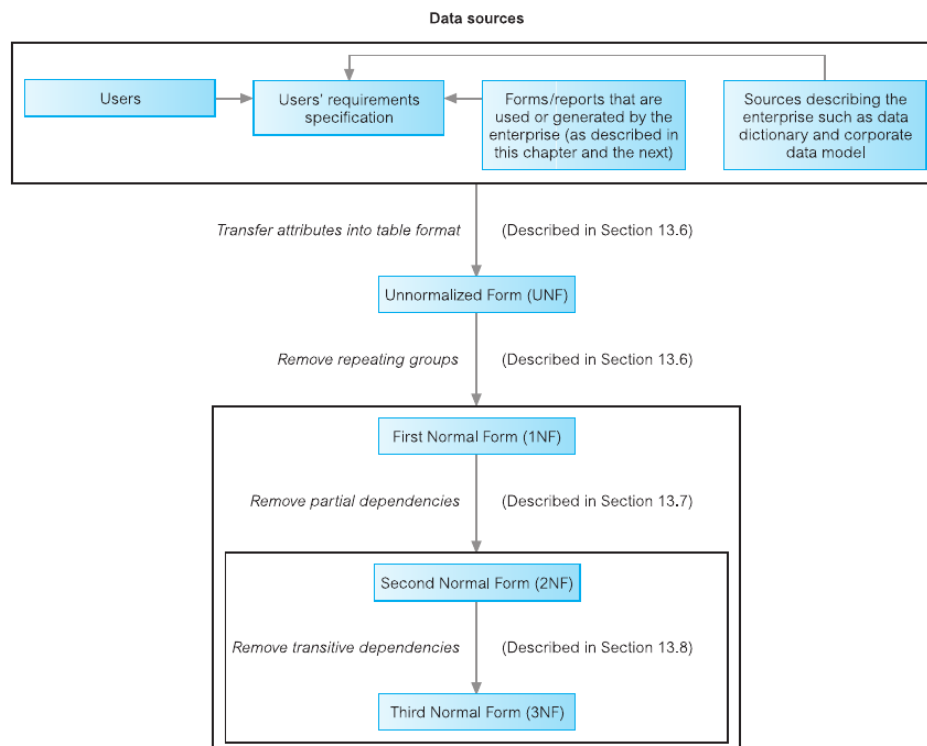 Data sources
Users
Users' requirements
specification
Forms/reports that are
used or generated by the
enterprise (as described in
this chapter and the next)
Sources describing the
enterprise such as data
dictionary and corporate
data model
Transfer attributes into table format
(Described in Section 13.6)
Unnormalized Form (UNF)
Remove repeating groups
(Described in Section 13.6)
First Normal Form (1NF)
Remove partial dependencies
(Described in Section 13.7)
Second Normal Form (2NF)
Remove transitive dependencies
(Described in Section 13.8)
Third Normal Form (3NF)